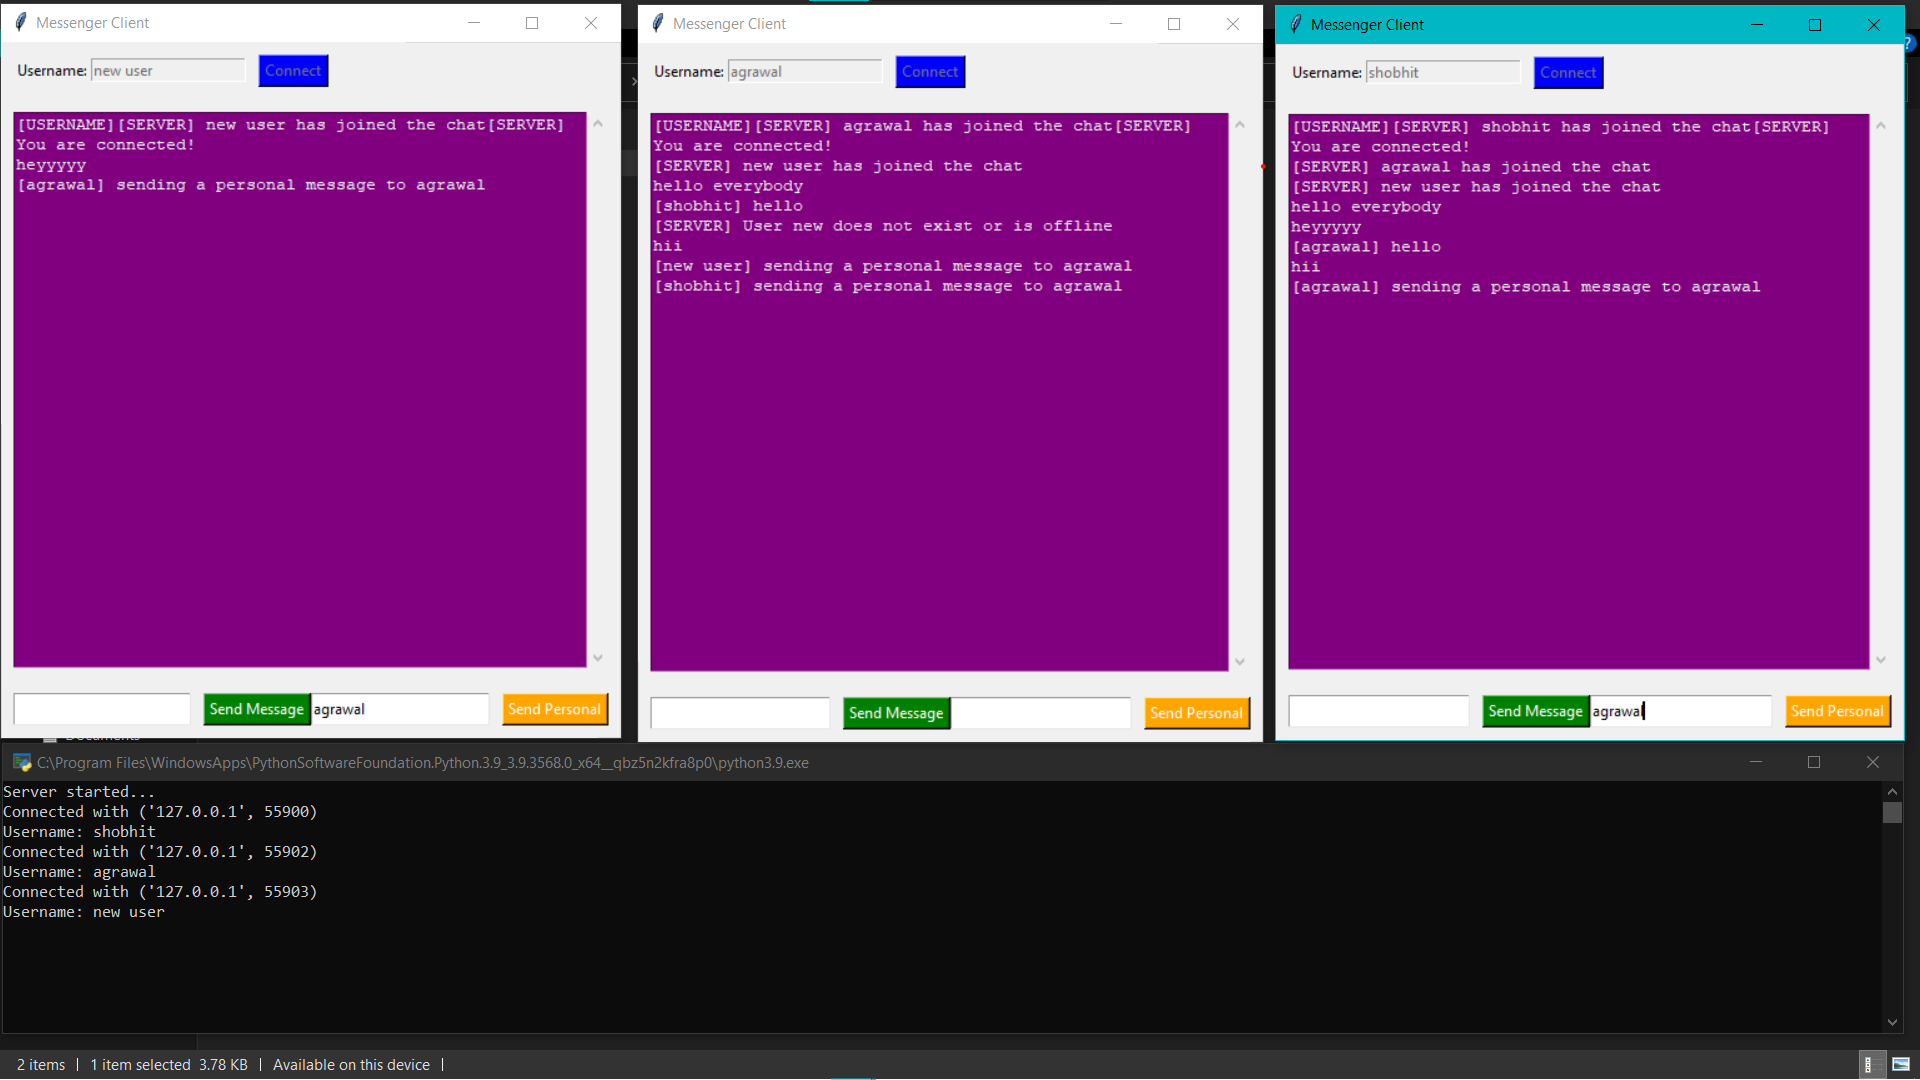 Messenger Client
Username: new user Connect
[USERNAME][SERVER] new user has joined the chat[SERVER]
You are connected!
heyyyyy
[agrawal] sending a personal message to agrawal
Send Message agrawal Send Personal
Messenger Client
Username: agrawal Connect
[USERNAME][SERVER] agrawal has joined the chat[SERVER]
You are connected!
[SERVER] new user has joined the chat
hello everybody
[shobhit] hello
[SERVER] User new does not exist or is offline
hii
[new user] sending a personal message to agrawal
[shobhit] sending a personal message to agrawal
Send Message Send Personal
Messenger Client
Username: shobhit Connect
[USERNAME][SERVER] shobhit has joined the chat[SERVER]
You are connected!
[SERVER] agrawal has joined the chat
[SERVER] new user has joined the chat
hello everybody
heyyyyy
[agrawal] hello
hii
[agrawal] sending a personal message to agrawal
Send Message agrawal Send Personal
Documents
C:\Program Files\WindowsApps\PythonSoftwareFoundation.Python.3.9_3.9.3568.0_x64__qbz5n2kfra8p0\python3.9.exe
Server started...
Connected with ('127.0.0.1', 55900)
Username: shobhit
Connected with ('127.0.0.1', 55902)
Username: agrawal
Connected with ('127.0.0.1', 55903)
Username: new user
2 items | 1 item selected 3.78 KB | Available on this device |